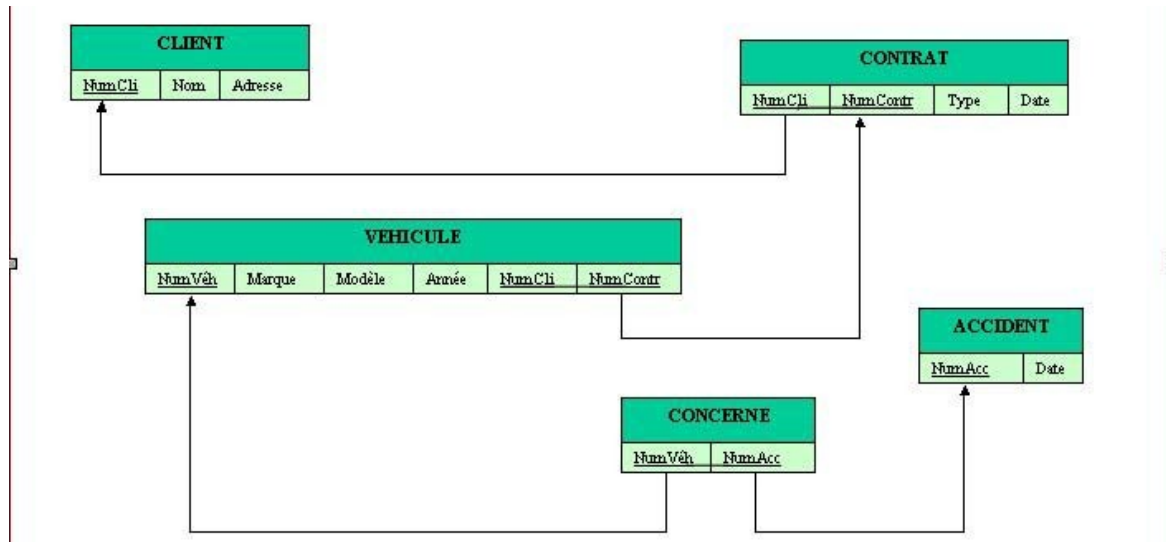 CLIENT
NumCli Nom Adresse
CONTRAT
NumCli NumContr Type Date
VEHICULE
NumVéh Marque Modèle Année NumCli NumContr
ACCIDENT
NumAcc Date
CONCERNE
NumVéh NumAcc